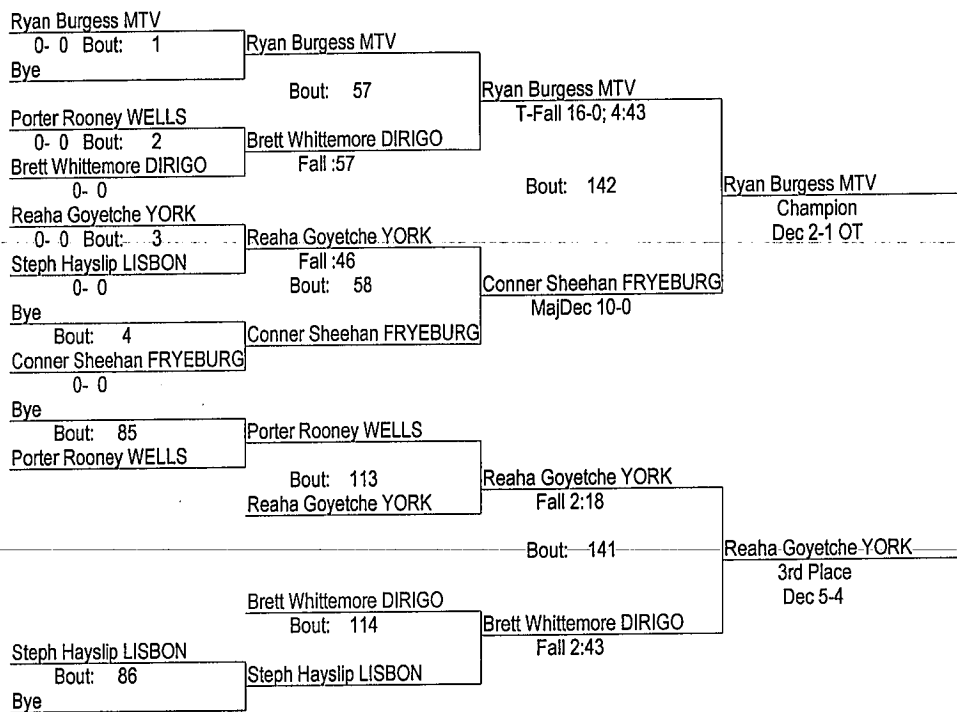 Ryan Burgess MTV
0- 0 Bout: 1
Bye
Porter Rooney WELLS
0- 0 Bout: 2
Brett Whittemore DIRIGO
0- 0
Reaha Goyetche YORK
0- 0 Bout: 3
Steph Hayslip LISBON
0- 0
Bye
Bout: 4
Conner Sheehan FRYEBURG
0- 0
Bye
Bout: 85
Porter Rooney WELLS
Steph Hayslip LISBON
Bout: 86
Bye
Ryan Burgess MTV
Bout: 57
Brett Whittemore DIRIGO
Fall :57
Reaha Goyetche YORK
Fall :46
Bout: 58
Conner Sheehan FRYEBURG
Porter Rooney WELLS
Bout: 113
Reaha Goyetche YORK
Brett Whittemore DIRIGO
Bout: 114
Steph Hayslip LISBON
Ryan Burgess MTV
T-Fall 16-0; 4:43
Bout: 142
Conner Sheehan FRYEBURG
MajDec 10-0
Reaha Goyetche YORK
Fall 2:18
Bout: 141
Brett Whittemore DIRIGO
Fall 2:43
Ryan Burgess MTV
Champion
Dec 2-1 OT
Reaha Goyetche YORK
3rd Place
Dec 5-4